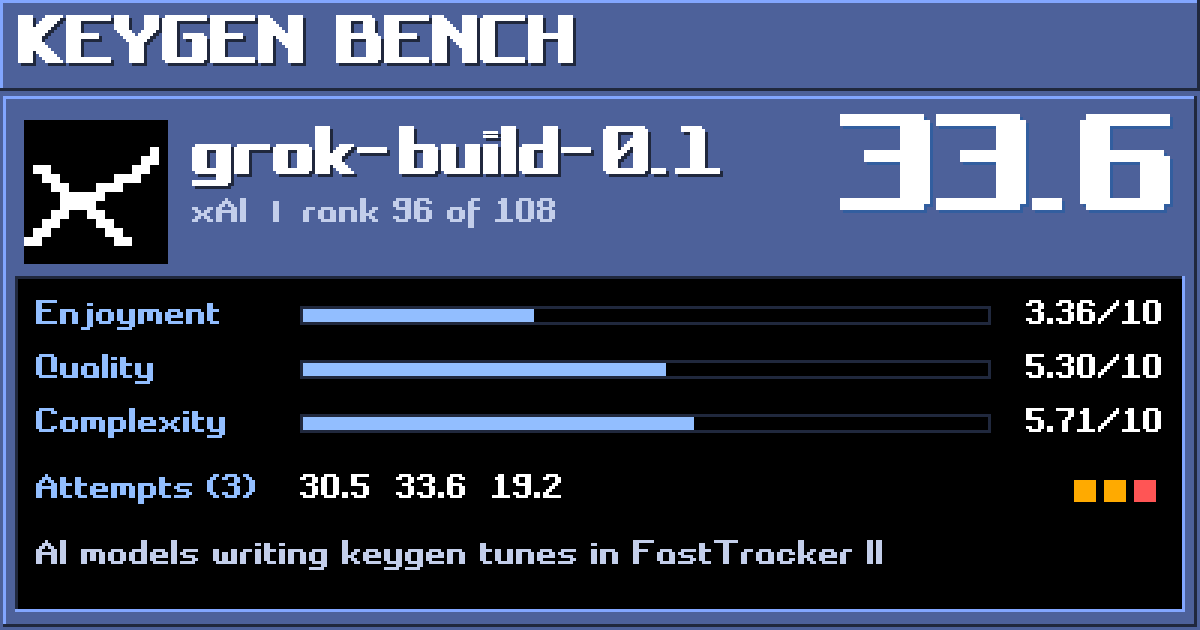 KEYGEN BENCH
grok-build-0.1
33.6
xAI | rank 96 of 108
Enjoyment 3.36/10
Quality 5.30/10
Complexity 5.71/10
Attempts (3) 30.5 33.6 19.2
AI models writing keygen tunes in FastTracker II